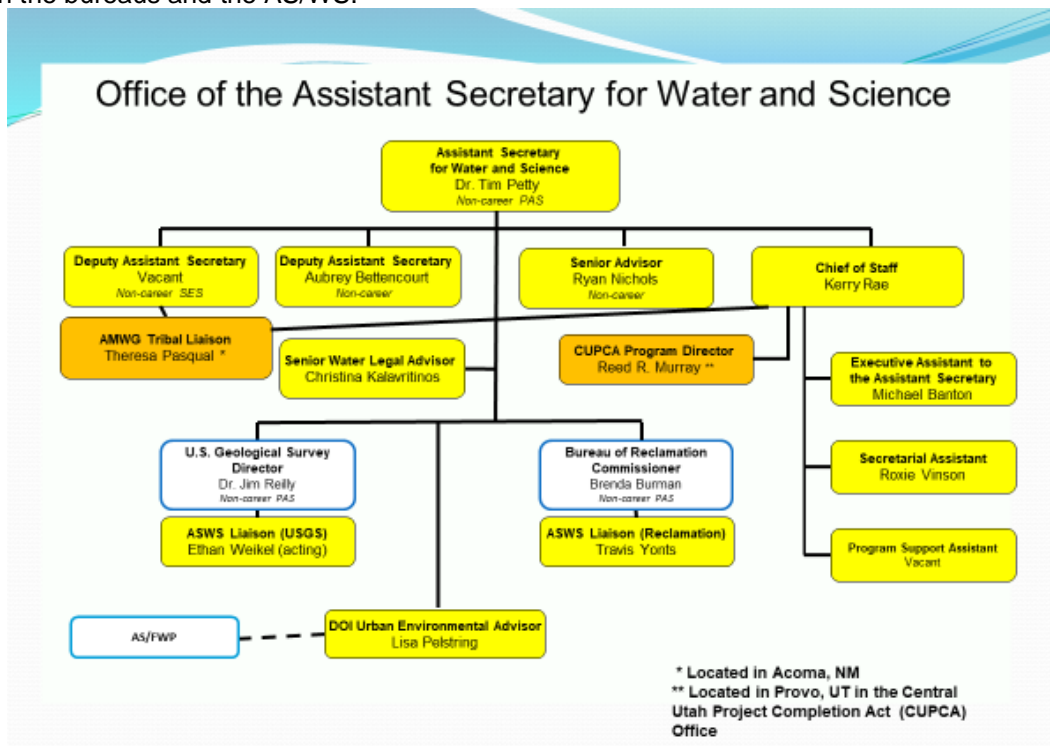 the bureaus and the AS/WS.
Office of the Assistant Secretary for Water and Science
Assistant Secretary
for Water and Science
Dr. Tim Petty
Non-career PAS
Deputy Assistant Secretary
Vacant
Non-career SES
Deputy Assistant Secretary
Aubrey Bettencourt
Non-career
Senior Advisor
Ryan Nichols
Non-career
Chief of Staff
Kerry Rae
AMWG Tribal Liaison
Theresa Pasqual *
Senior Water Legal Advisor
Christina Kalavritinos
CUPCA Program Director
Reed R. Murray **
Executive Assistant to
the Assistant Secretary
Michael Banton
U.S. Geological Survey
Director
Dr. Jim Reilly
Non-career PAS
Bureau of Reclamation
Commissioner
Brenda Burman
Non-career PAS
Secretarial Assistant
Roxie Vinson
ASWS Liaison (USGS)
Ethan Weikel (acting)
ASWS Liaison (Reclamation)
Travis Yonts
Program Support Assistant
Vacant
AS/FWP
DOI Urban Environmental Advisor
Lisa Pelstring
* Located in Acoma, NM
** Located in Provo, UT in the Central
Utah Project Completion Act (CUPCA)
Office